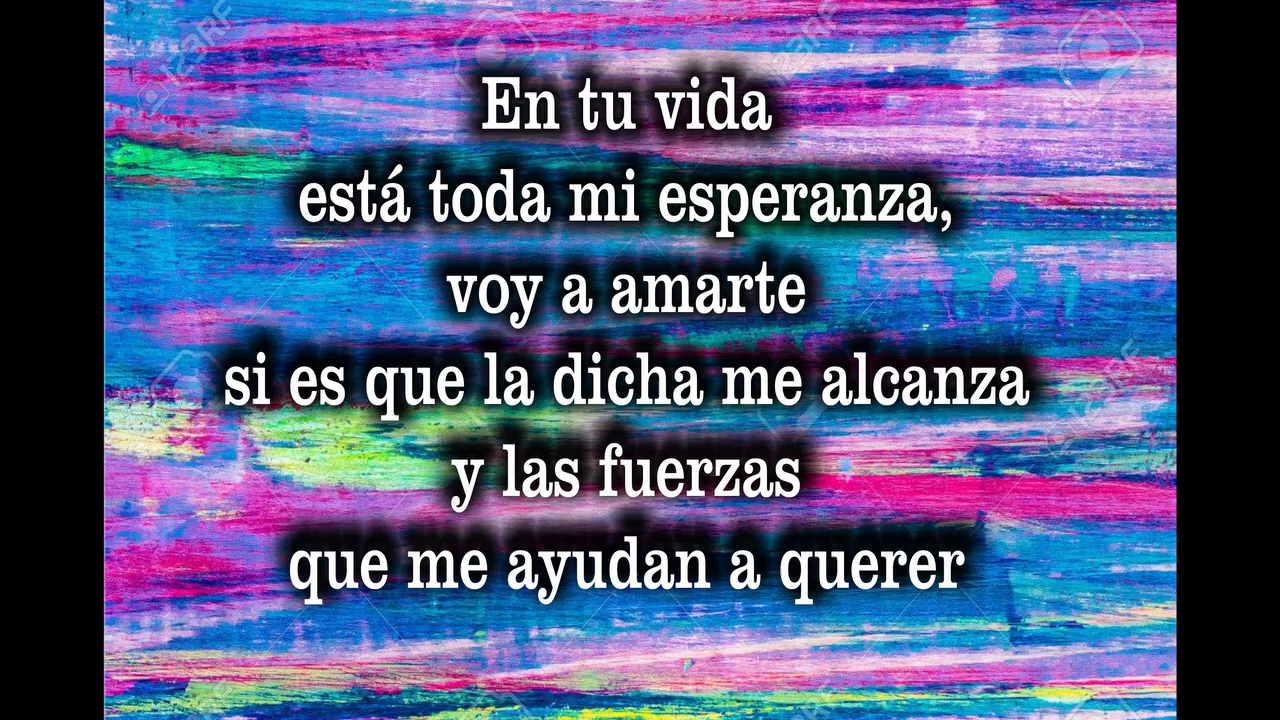 En tu vida
está toda mi esperanza,
voy a amarte
si es que la dicha me alcanza
y las fuerzas
que me ayudan a querer